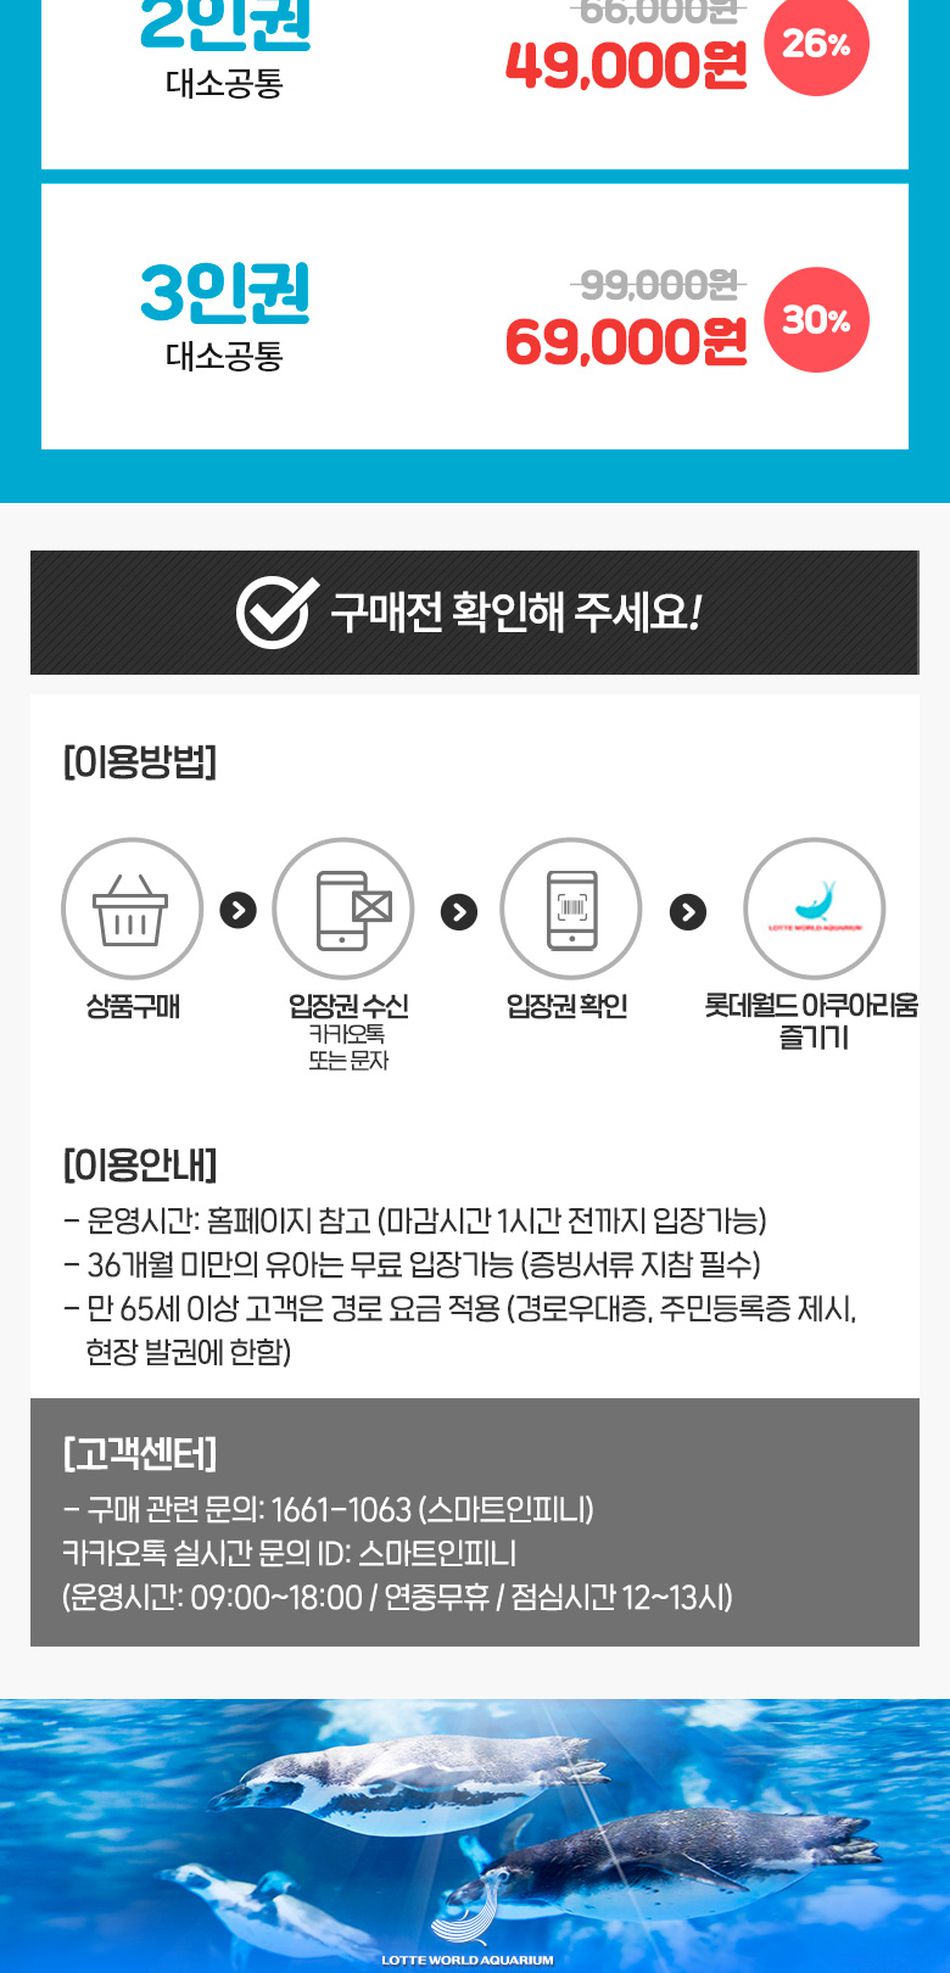 2인권
66,000원
49,000원
26%
대소공통
3인권
99,000원
69,000원
30%
대소공통
구매전 확인해 주세요!
[이용방법]
LOTTE WORLD AQUARIUM
상품구매
입장권 수신
카카오톡
또는 문자
입장권 확인
롯데월드 아쿠아리움
즐기기
[이용안내]
- 운영시간: 홈페이지 참고 (마감시간 1시간 전까지 입장가능)
- 36개월 미만의 유아는 무료 입장가능 (증빙서류 지참 필수)
- 만 65세 이상 고객은 경로 요금 적용 (경로우대증, 주민등록증 제시,
현장 발권에 한함)
[고객센터]
- 구매 관련 문의: 1661-1063 (스마트인피니)
카카오톡 실시간 문의 ID: 스마트인피니
(운영시간: 09:00~18:00 / 연중무휴 / 점심시간 12~13시)
LOTTE WORLD AQUARIUM